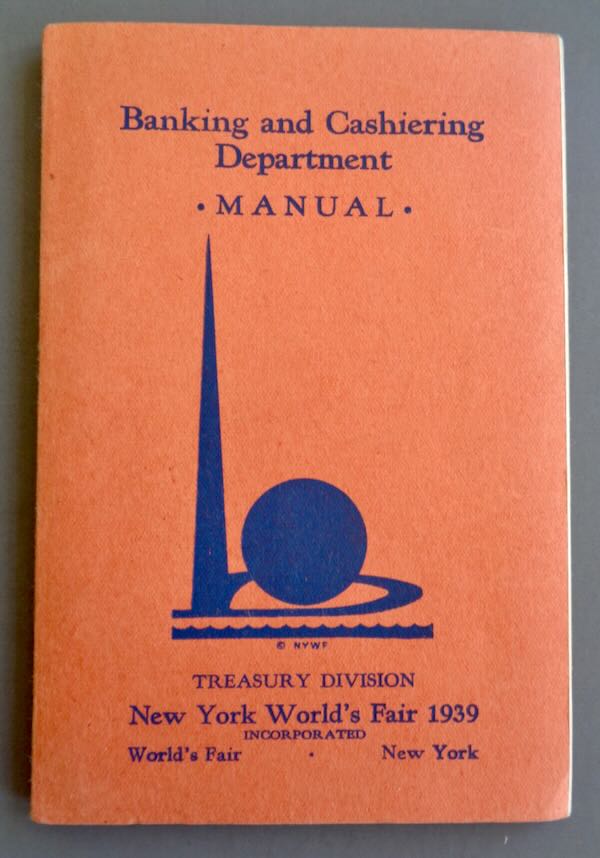 Banking and Cashiering
Department
• MANUAL •
© NYWF
TREASURY DIVISION
New York World's Fair 1939
INCORPORATED
World's Fair • New York